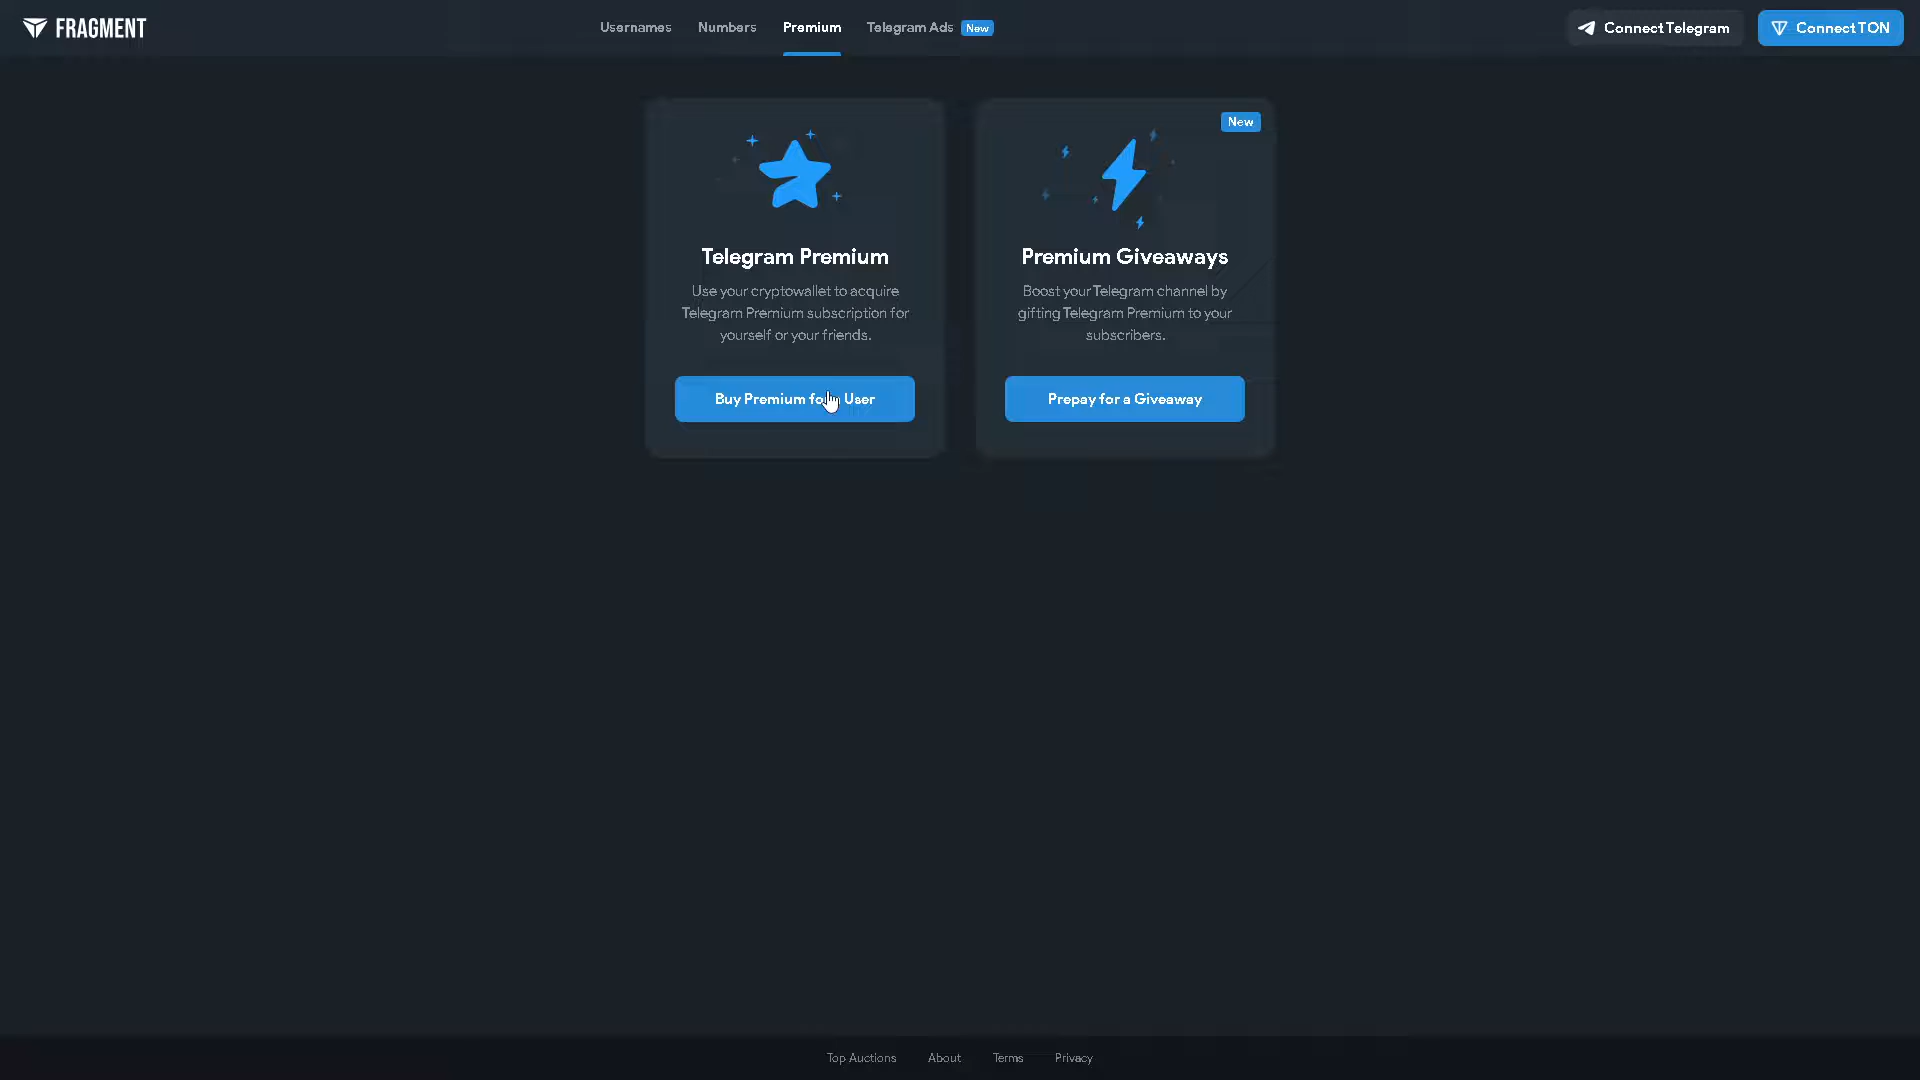 FRAGMENT
Usernames Numbers Premium Telegram Ads New
Connect Telegram Connect TON
Telegram Premium
Use your cryptowallet to acquire
Telegram Premium subscription for
yourself or your friends.
Buy Premium for User
New
Premium Giveaways
Boost your Telegram channel by
gifting Telegram Premium to your
subscribers.
Prepay for a Giveaway
Top Auctions About Terms Privacy